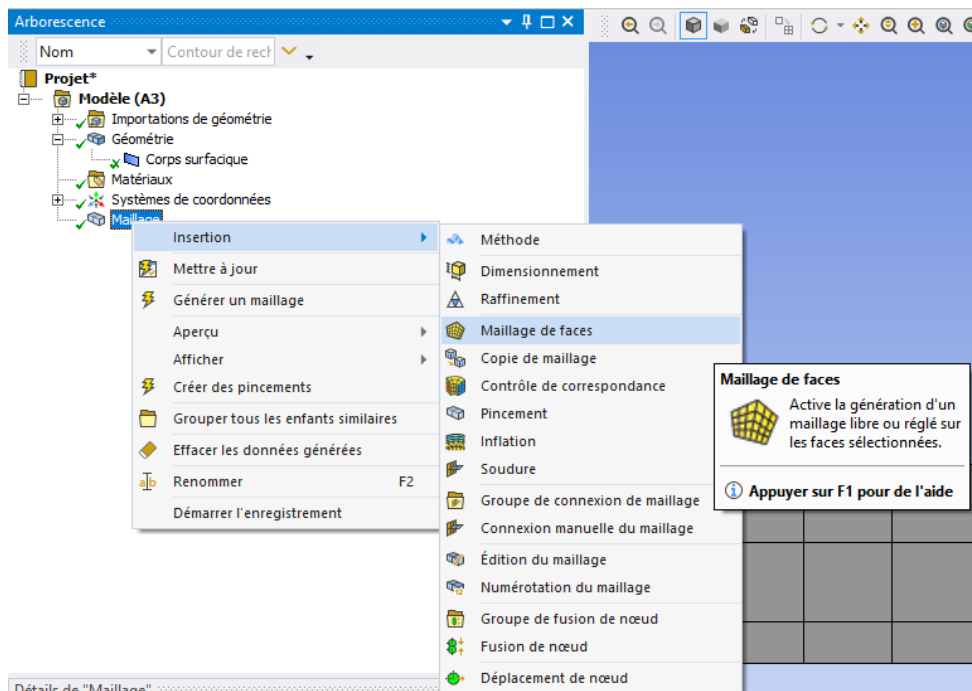 Arborescence
Nom
Contour de rect
Projet*
Modèle (A3)
Importations de géométrie
Géométrie
Corps surfacique
Matériaux
Systèmes de coordonnées
Maillage
Insertion
Mettre à jour
Générer un maillage
Aperçu
Afficher
Créer des pincements
Grouper tous les enfants similaires
Effacer les données générées
Renommer F2
Démarrer l'enregistrement
Méthode
Dimensionnement
Raffinement
Maillage de faces
Copie de maillage
Contrôle de correspondance
Pincement
Inflation
Soudure
Groupe de connexion de maillage
Connexion manuelle du maillage
Édition du maillage
Numérotation du maillage
Groupe de fusion de nœud
Fusion de nœud
Déplacement de nœud
Maillage de faces
Active la génération d'un
maillage libre ou réglé sur
les faces sélectionnées.
Appuyer sur F1 pour de l'aide
Détails de "Maillage"